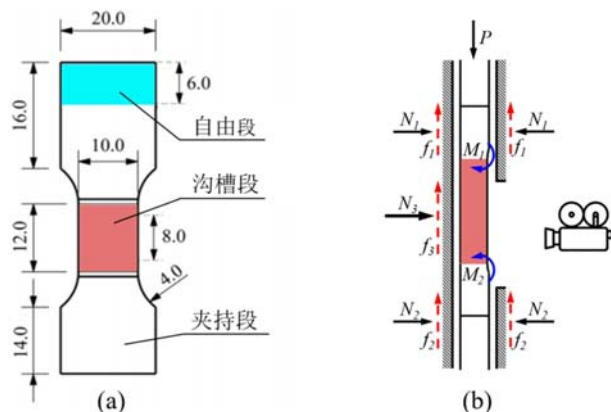 20.0
6.0
16.0
自由段
10.0
沟槽段
12.0
8.0
4.0
夹持段
14.0
(a)
P
N₁
f₁
M₁
f₁
N₁
N₃
f₃
M₂
N₂
f₂
f₂
N₂
(b)